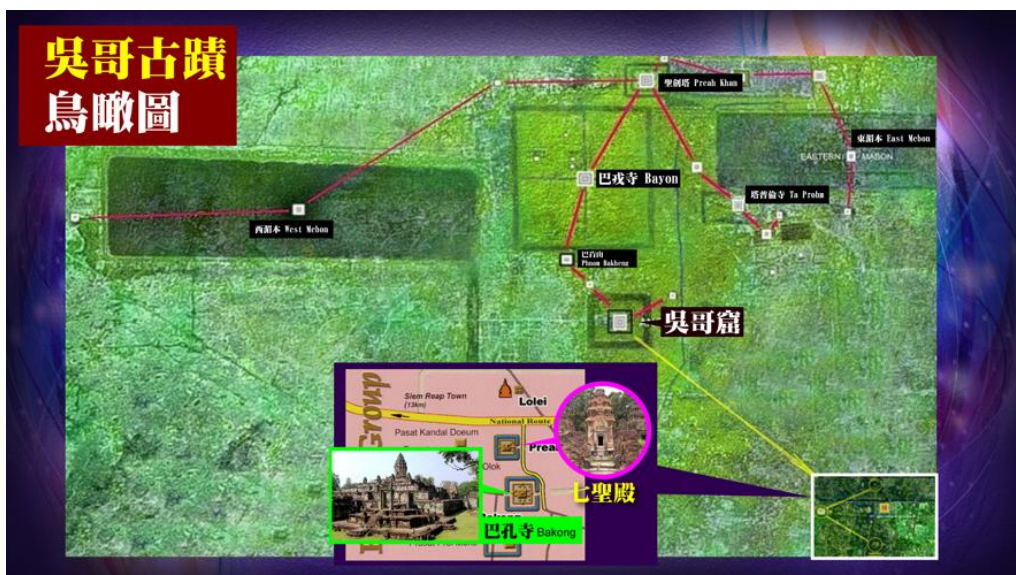 吳哥古蹟
鳥瞰圖
聖劍塔 Preah Khan
東湄本 East Mebon
EASTERN / MABON
巴戎寺 Bayon
塔普倫寺 Ta Prohm
西湄本 West Mebon
巴肯山
Phnom Bakheng
吳哥窟
Group
Siem Reap Town
(13km)
Lolei
National Route
Pasat Kandal Doeum
Prea
Olok
七聖殿
巴孔寺 Bakong